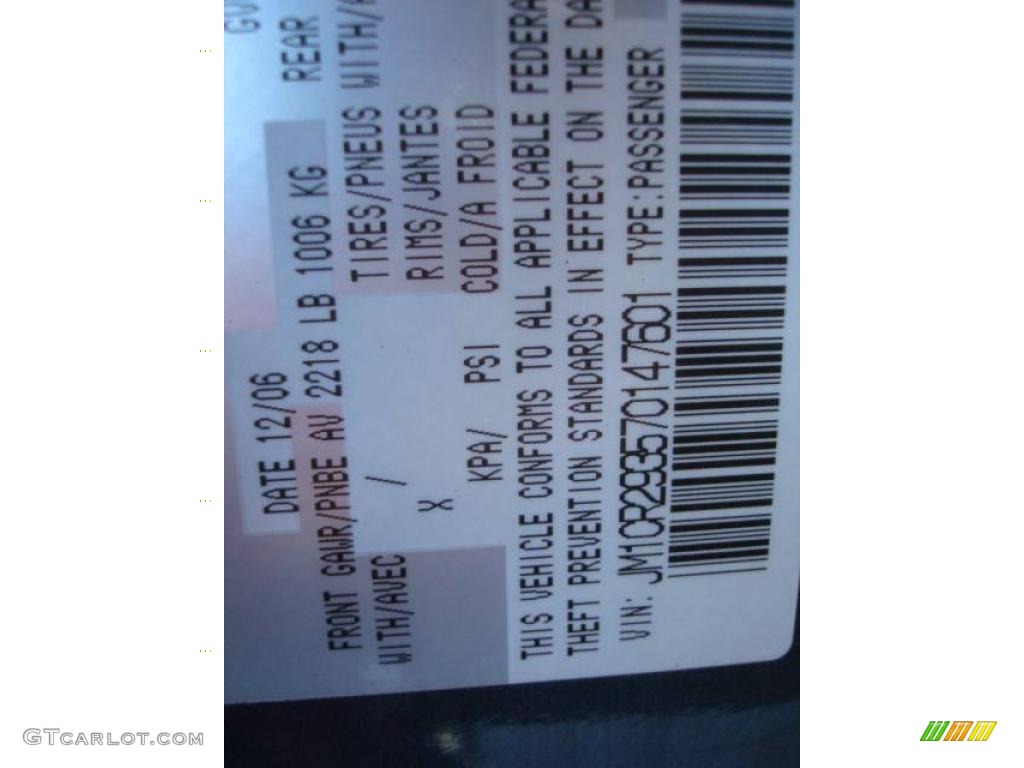 GV
DATE 12/06
FRONT GAWR/PNBE AV 2218 LB 1006 KG REAR
WITH/AVEC / TIRES/PNEUS WITH/A
X RIMS/JANTES
KPA/ PSI COLD/A FROID
THIS VEHICLE CONFORMS TO ALL APPLICABLE FEDERA
THEFT PREVENTION STANDARDS IN EFFECT ON THE DA
VIN: JM1CR293570147601 TYPE:PASSENGER
GTCARLOT.COM